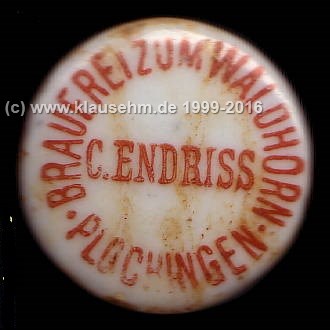 BRAUEREI ZUM WALDHORN
C. ENDRISS
· PLOCHINGEN ·
(c) www.klausehm.de 1999-2016